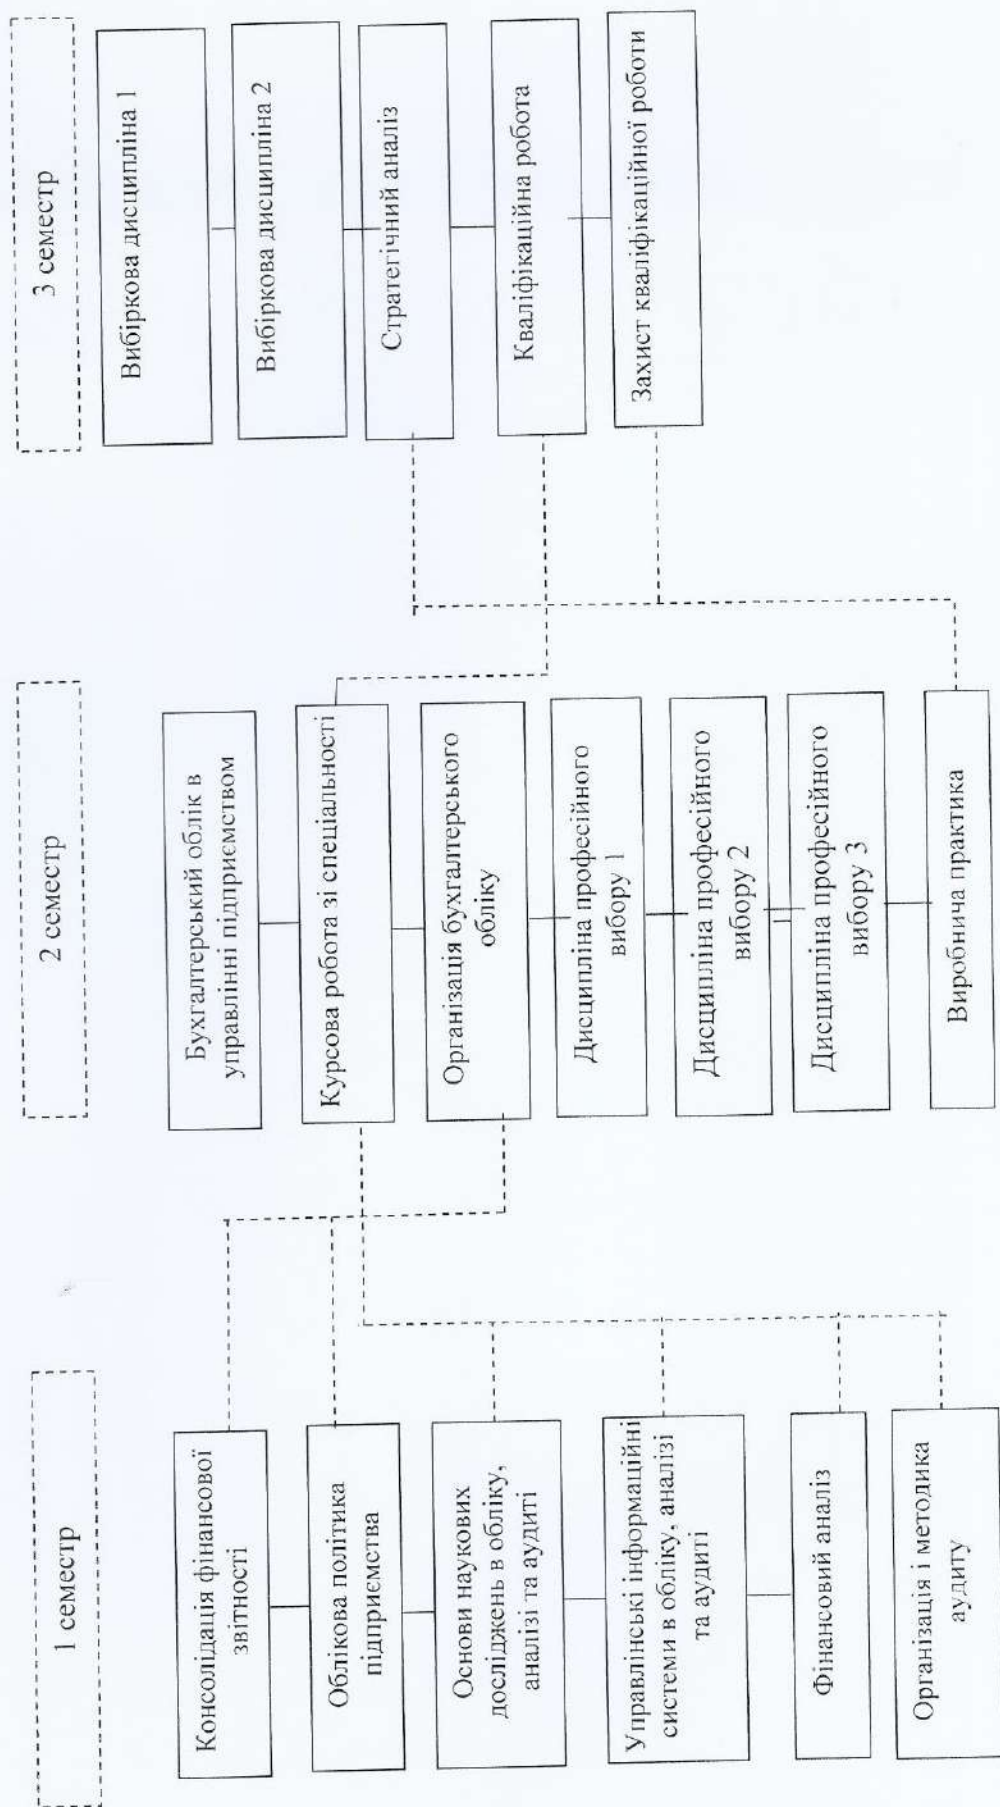 1 семестр
Консолідація фінансової
звітності
Облікова політика
підприємства
Основи наукових
досліджень в обліку,
аналізі та аудиті
Управлінські інформаційні
системи в обліку, аналізі
та аудиті
Фінансовий аналіз
Організація і методика
аудиту
2 семестр
Бухгалтерський облік в
управлінні підприємством
Курсова робота зі спеціальності
Організація бухгалтерського
обліку
Дисципліна професійного
вибору 1
Дисципліна професійного
вибору 2
Дисципліна професійного
вибору 3
Виробнича практика
3 семестр
Вибіркова дисципліна 1
Вибіркова дисципліна 2
Стратегічний аналіз
Кваліфікаційна робота
Захист кваліфікаційної роботи